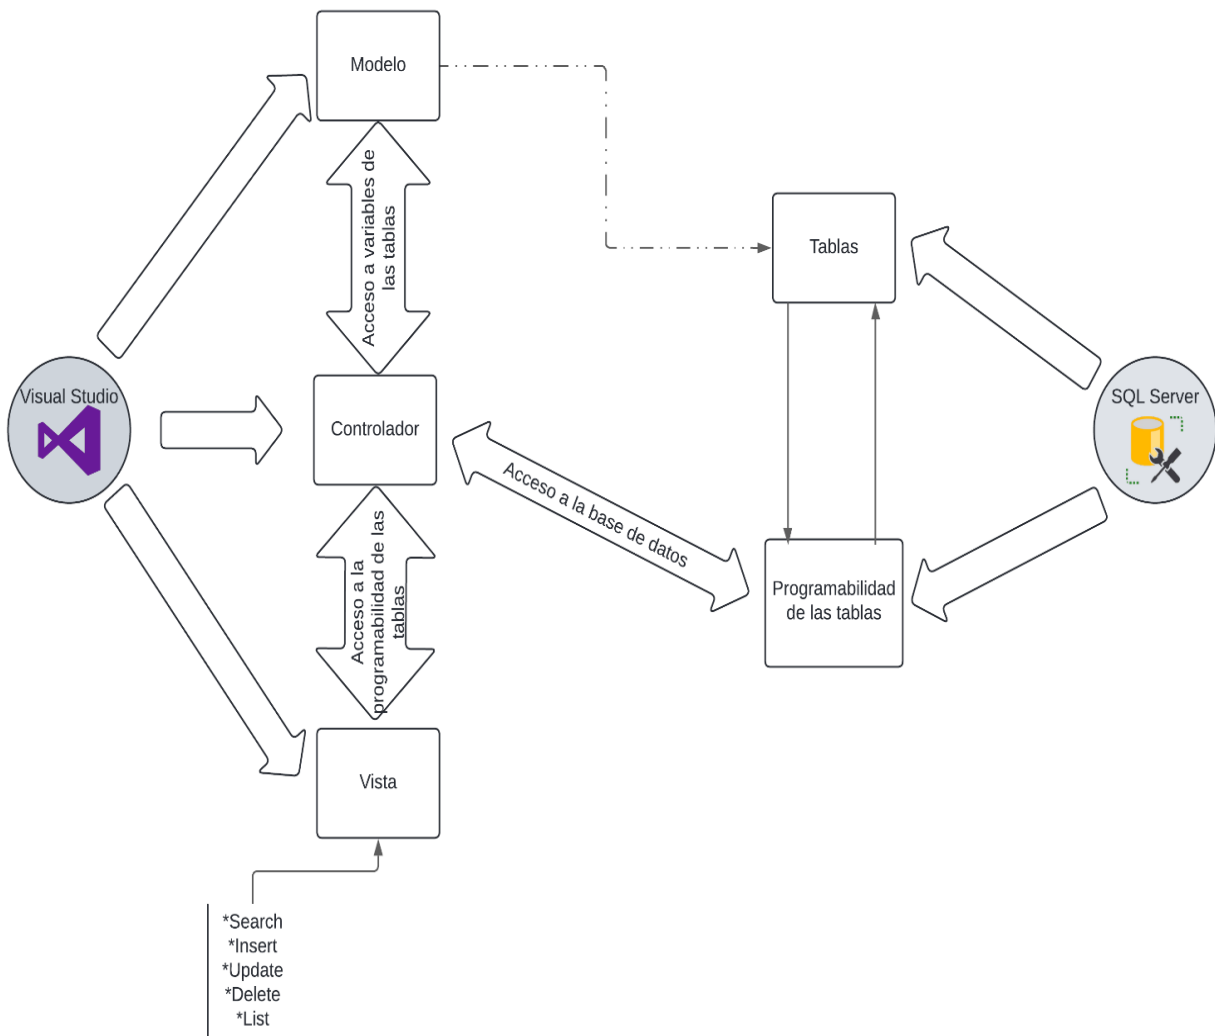 Modelo
Acceso a variables de
las tablas
Tablas
Visual Studio
SQL Server
Controlador
Acceso a la base de datos
Acceso a la
programabilidad de las
tablas
Programabilidad
de las tablas
Vista
*Search
*Insert
*Update
*Delete
*List